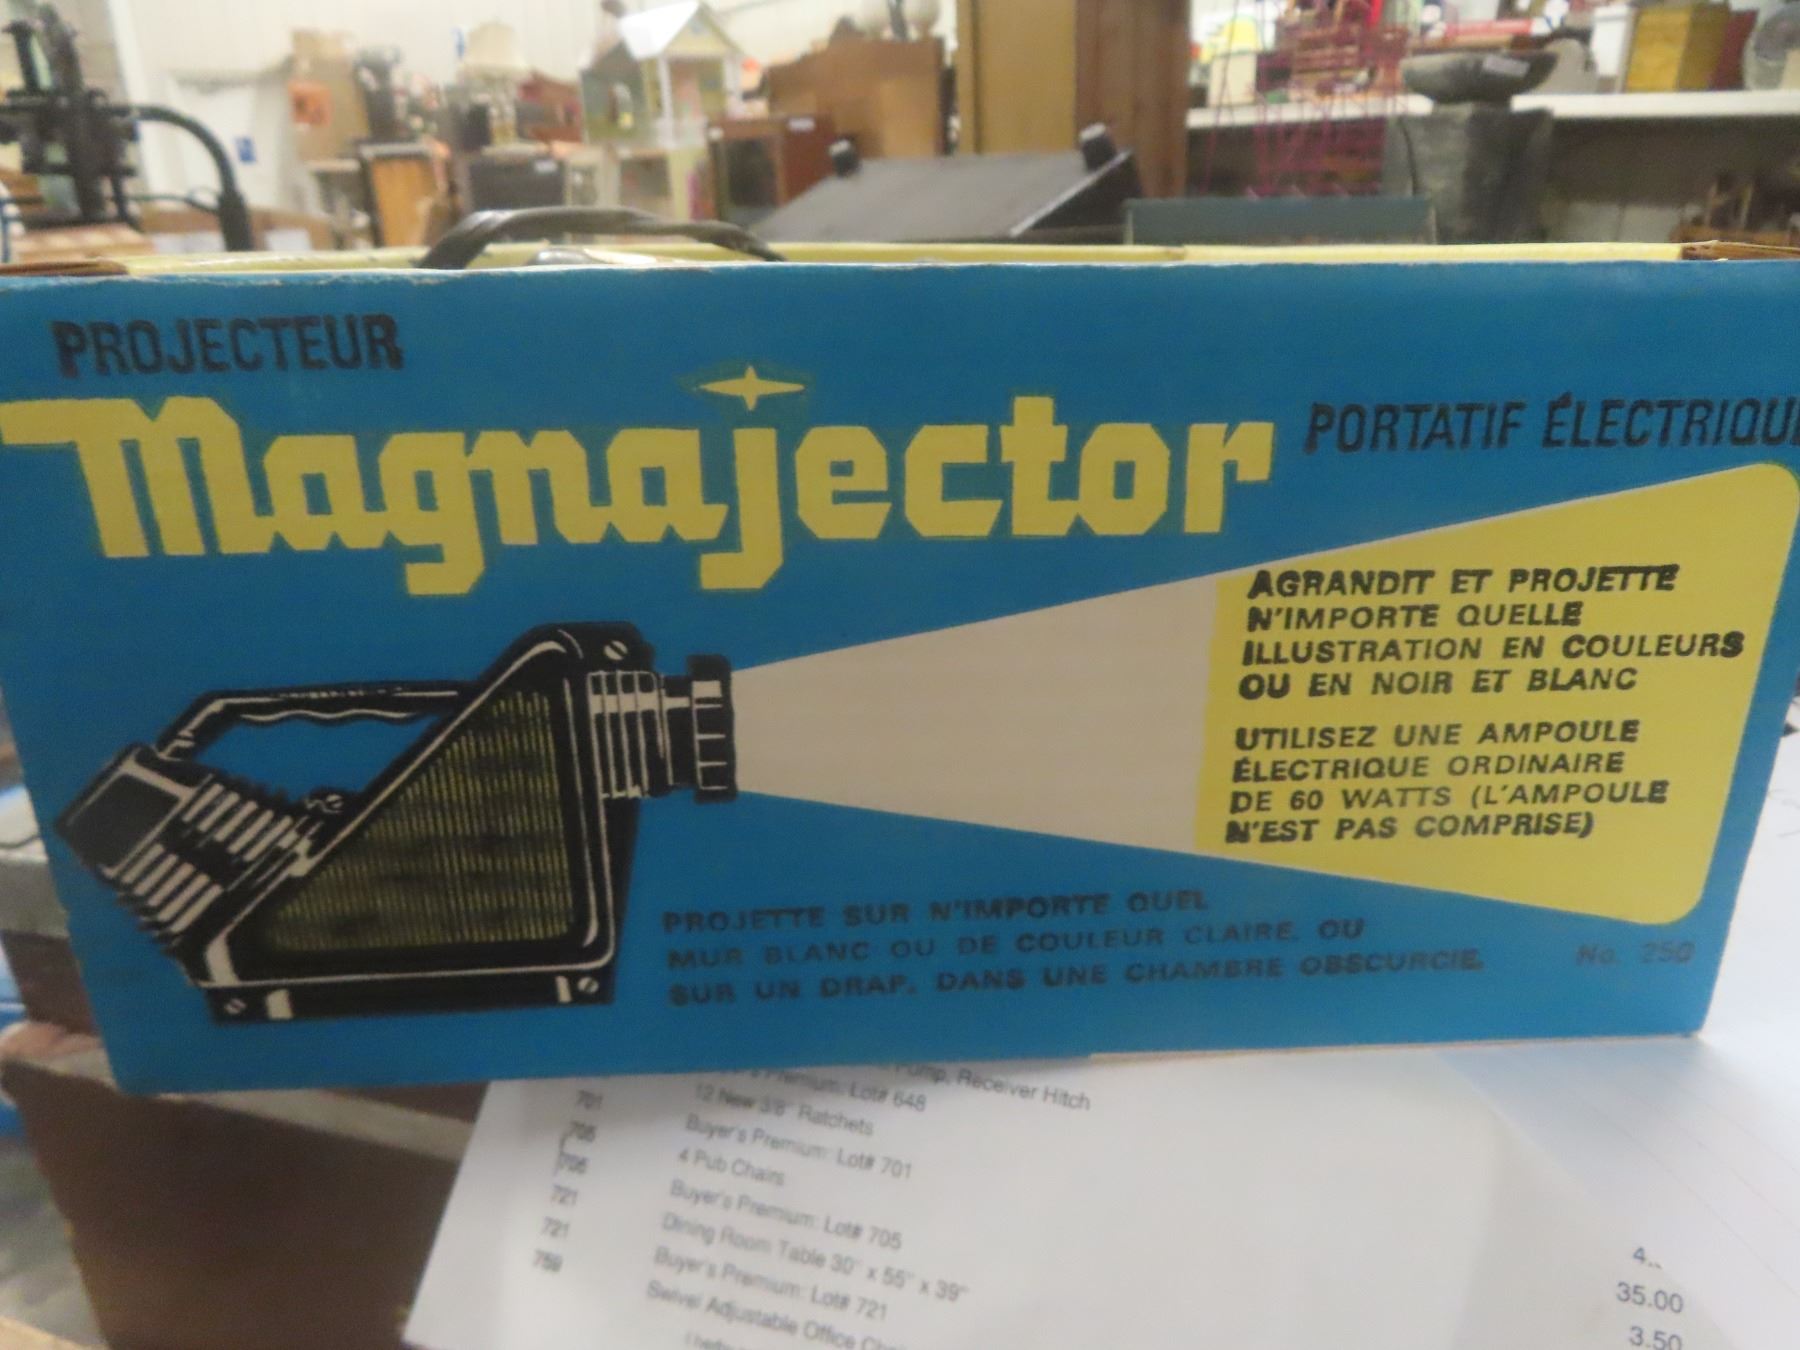 PROJECTEUR
Magnajector
PORTATIF ÉLECTRIQU
AGRANDIT ET PROJETTE
N'IMPORTE QUELLE
ILLUSTRATION EN COULEURS
OU EN NOIR ET BLANC
UTILISEZ UNE AMPOULE
ÉLECTRIQUE ORDINAIRE
DE 60 WATTS (L'AMPOULE
N'EST PAS COMPRISE)
PROJETTE SUR N'IMPORTE QUEL
MUR BLANC OU DE COULEUR CLAIRE, OU
SUR UN DRAP, DANS UNE CHAMBRE OBSCURCIE.
No. 250
Pump, Receiver Hitch
Premium: Lot# 648
701 12 New 3/8" Ratchets
Buyer's Premium: Lot# 701
705 4 Pub Chairs
705 Buyer's Premium: Lot# 705
721 Dining Room Table 30" x 55" x 39"
721 Buyer's Premium: Lot# 721
759 Swivel Adjustable Office
4.
35.00
3.50